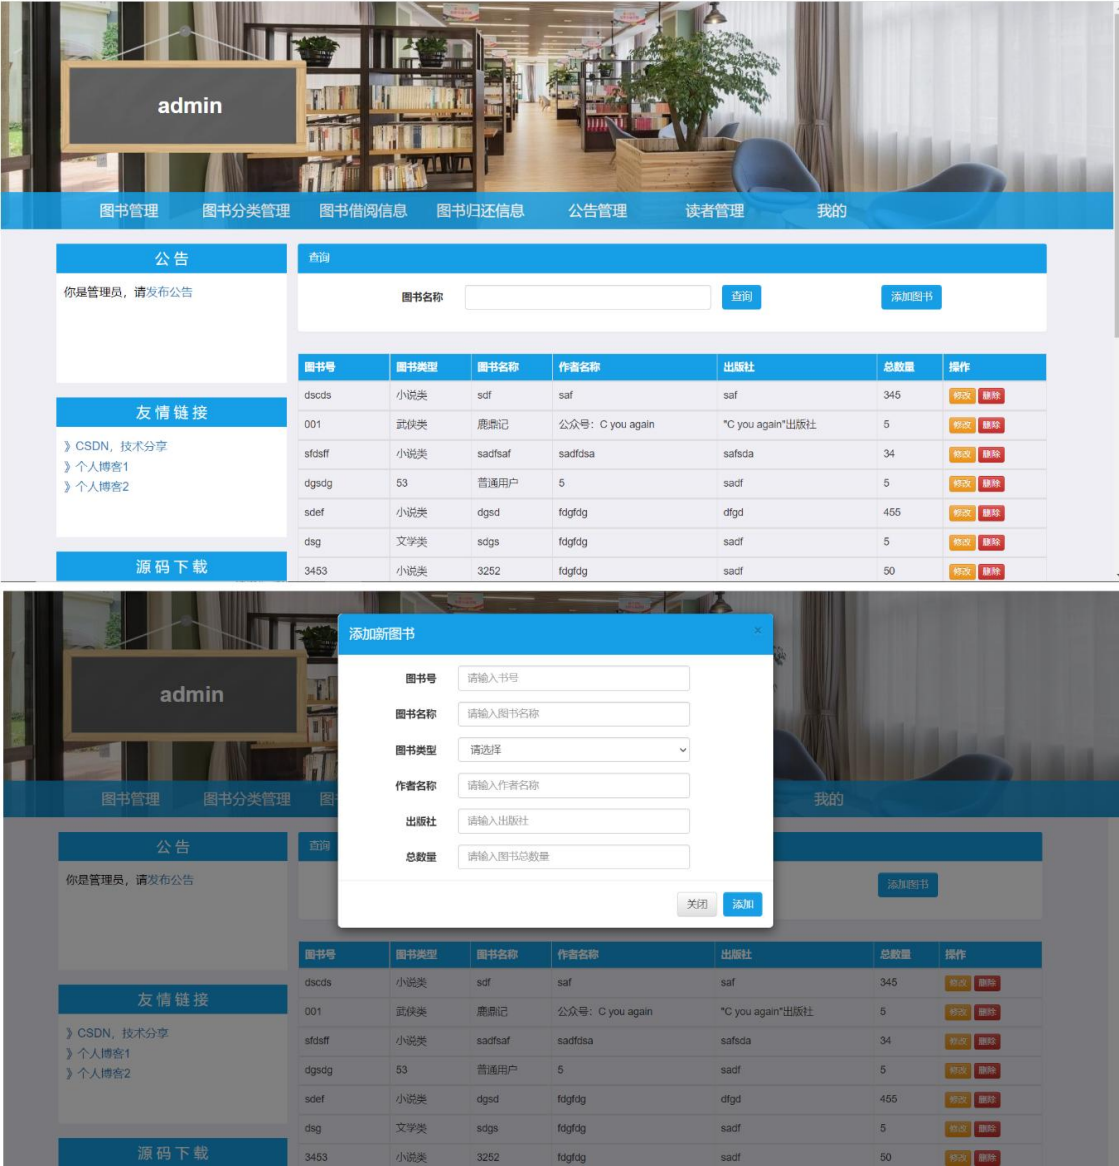 admin
图书管理 图书分类管理 图书借阅信息 图书归还信息 公告管理 读者管理 我的
公告
你是管理员，请发布公告
友情链接
》CSDN，技术分享
》个人博客1
》个人博客2
源码下载
查询
图书名称 查询 添加图书
图书号 图书类型 图书名称 作者名称 出版社 总数量 操作
dscds 小说类 sdf saf saf 345 修改 删除
001 武侠类 鹿鼎记 公众号：C you again "C you again"出版社 5 修改 删除
sfdsff 小说类 sadfsaf sadfdsa safsda 34 修改 删除
dgsdg 53 普通用户 5 sadf 5 修改 删除
sdef 小说类 dgsd fdgfdg dfgd 455 修改 删除
dsg 文学类 sdgs fdgfdg sadf 5 修改 删除
3453 小说类 3252 fdgfdg sadf 50 修改 删除
admin
图书管理 图书分类管理 图 我的
公告
你是管理员，请发布公告
友情链接
》CSDN，技术分享
》个人博客1
》个人博客2
源码下载
查询
添加图书
添加新图书 ×
图书号 请输入书号
图书名称 请输入图书名称
图书类型 请选择
作者名称 请输入作者名称
出版社 请输入出版社
总数量 请输入图书总数量
关闭 添加
图书号 图书类型 图书名称 作者名称 出版社 总数量 操作
dscds 小说类 sdf saf saf 345 修改 删除
001 武侠类 鹿鼎记 公众号：C you again "C you again"出版社 5 修改 删除
sfdsff 小说类 sadfsaf sadfdsa safsda 34 修改 删除
dgsdg 53 普通用户 5 sadf 5 修改 删除
sdef 小说类 dgsd fdgfdg dfgd 455 修改 删除
dsg 文学类 sdgs fdgfdg sadf 5 修改 删除
3453 小说类 3252 fdgfdg sadf 50 修改 删除